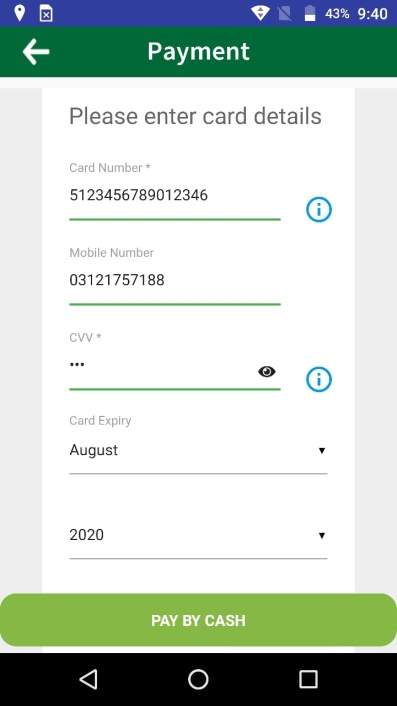 43% 9:40
Payment
Please enter card details
Card Number *
5123456789012346
Mobile Number
03121757188
CVV *
•••
Card Expiry
August
2020
PAY BY CASH